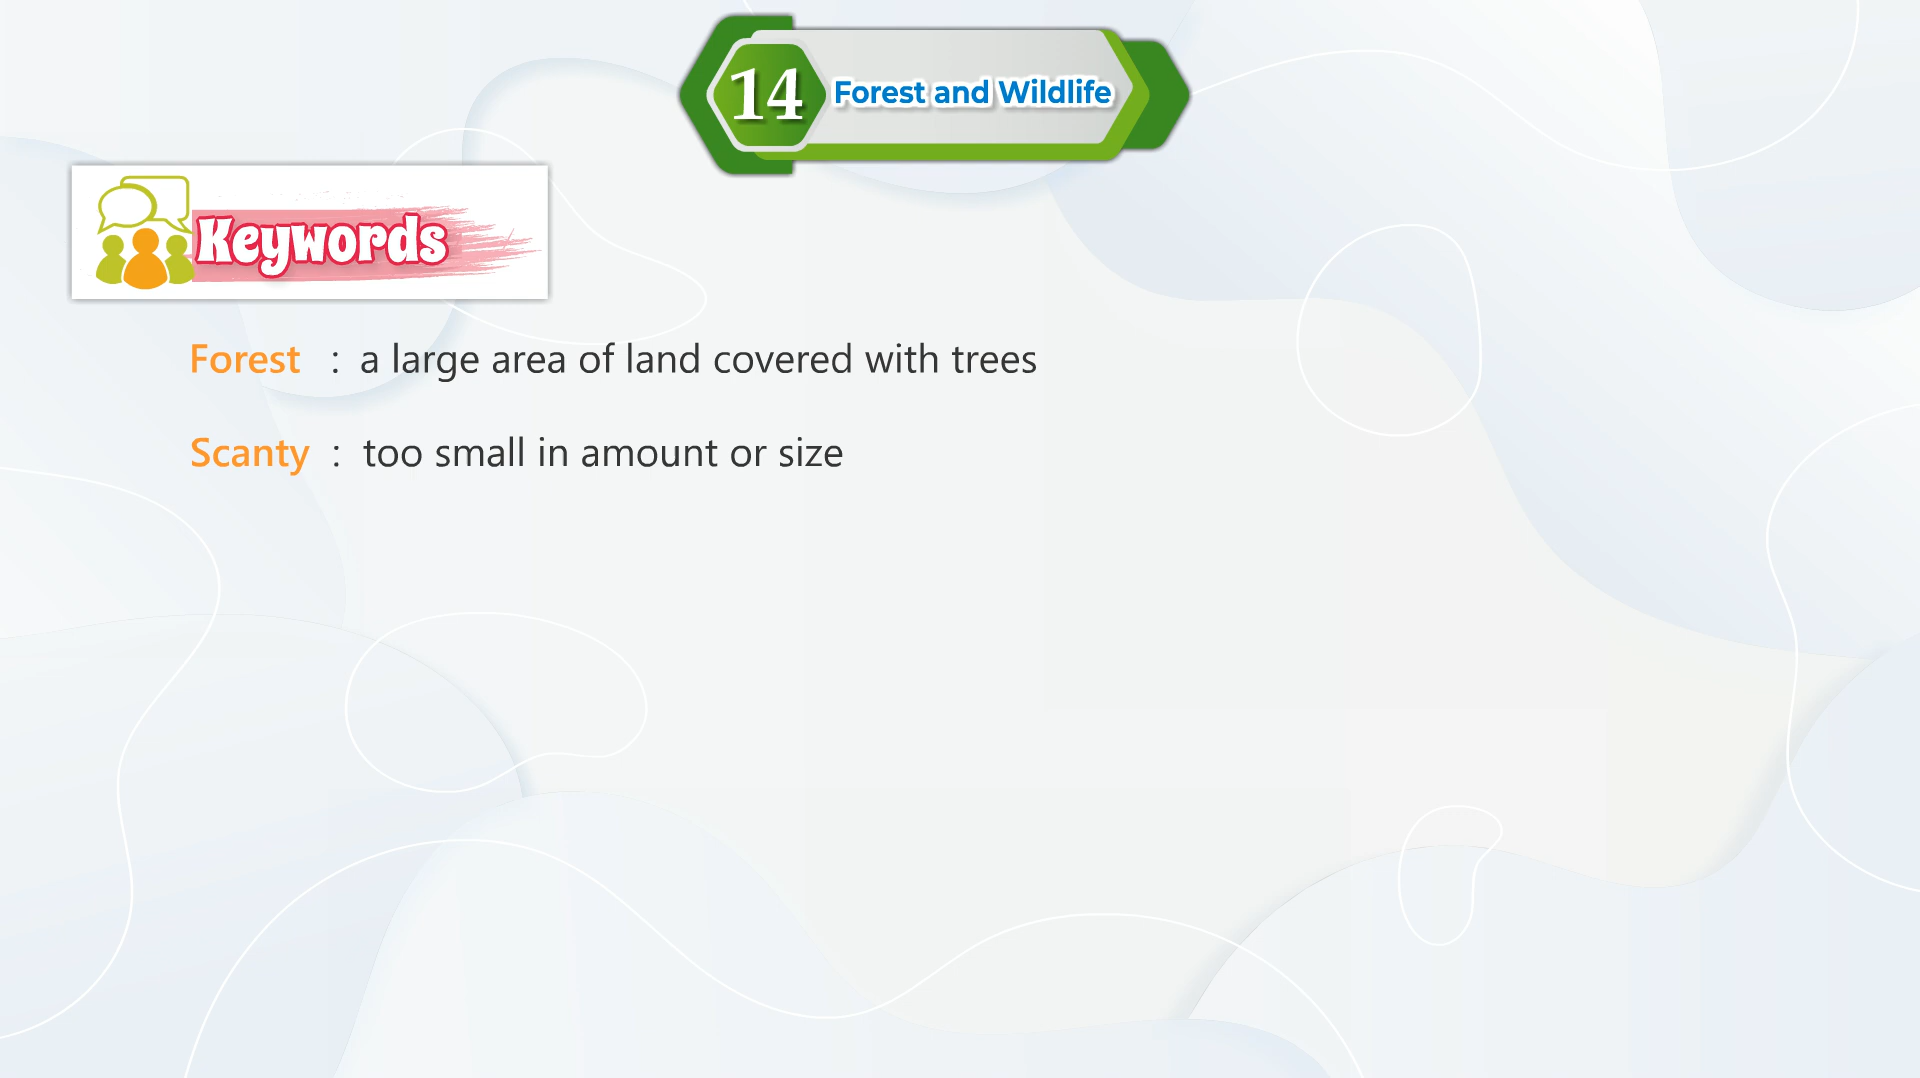 14 Forest and Wildlife
Keywords
Forest : a large area of land covered with trees
Scanty : too small in amount or size